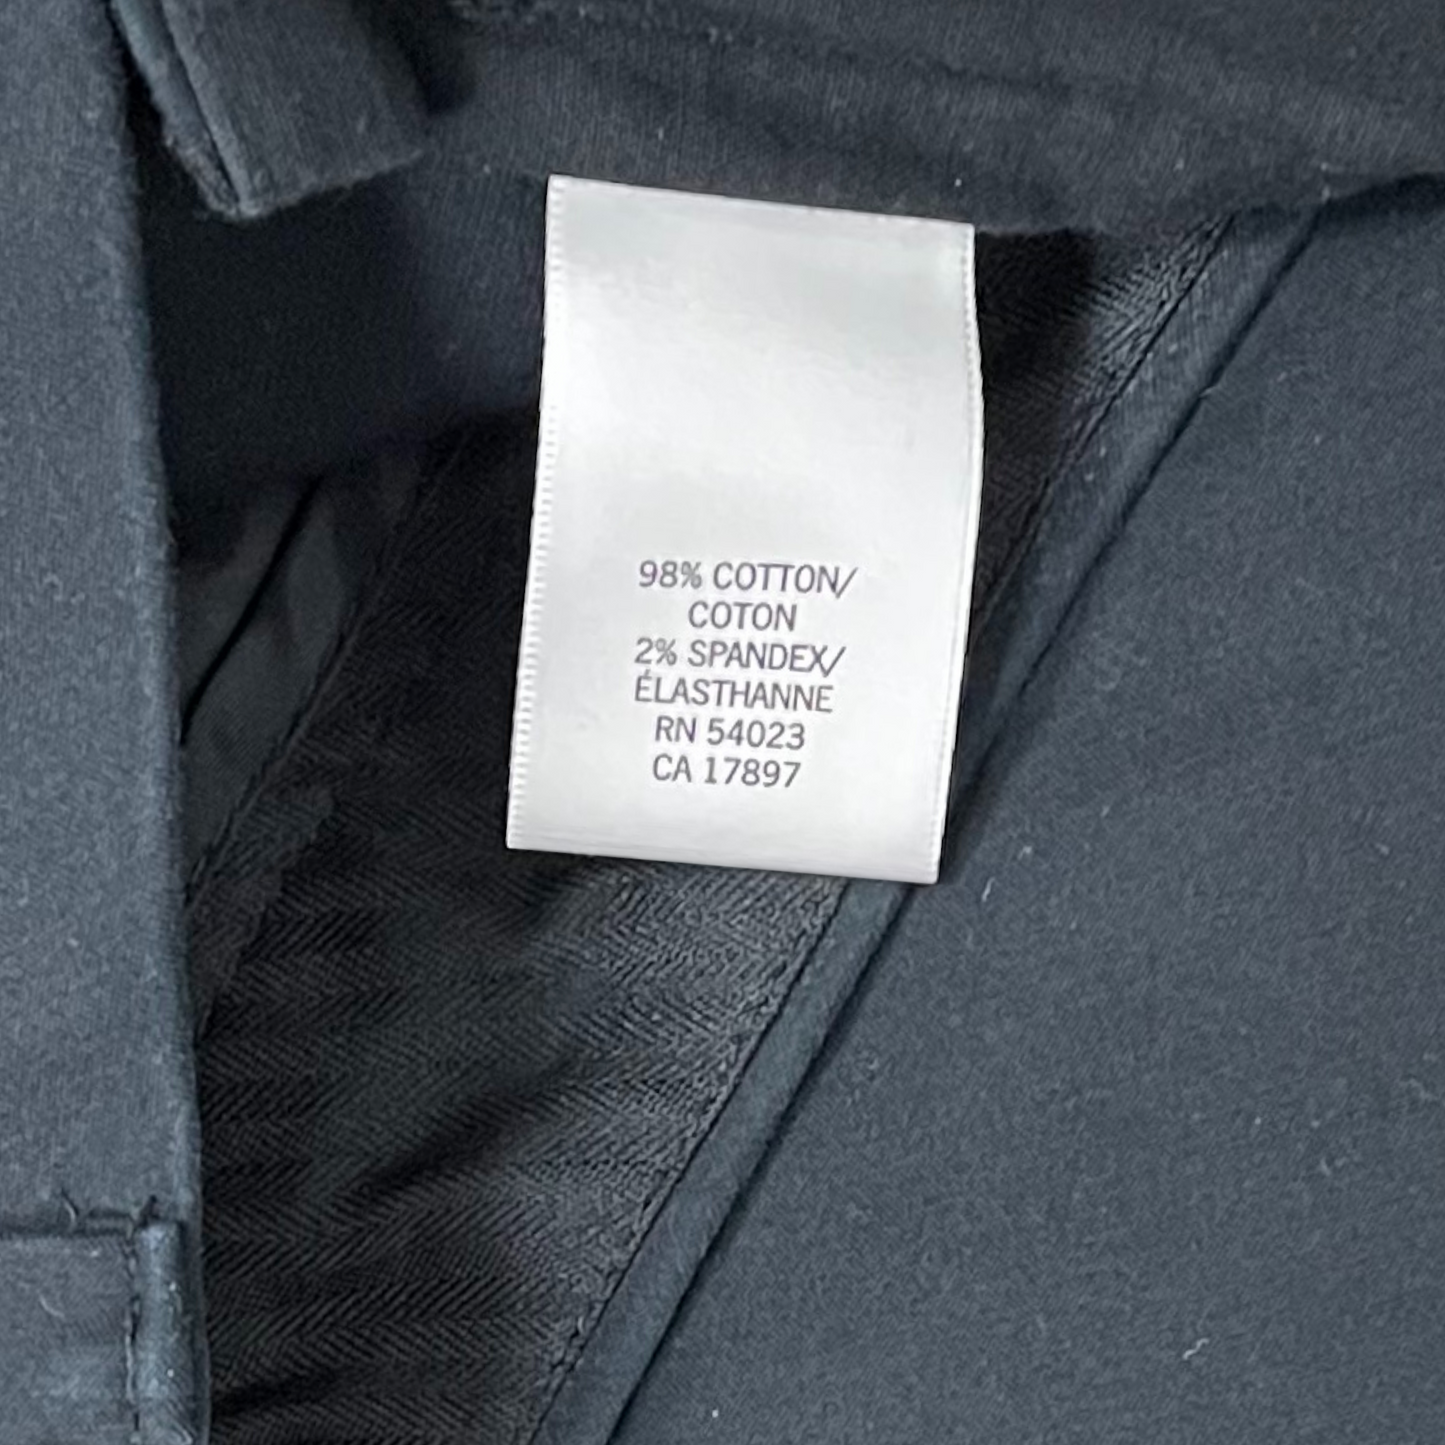 98% COTTON/
COTON
2% SPANDEX/
ÉLASTHANNE
RN 54023
CA 17897